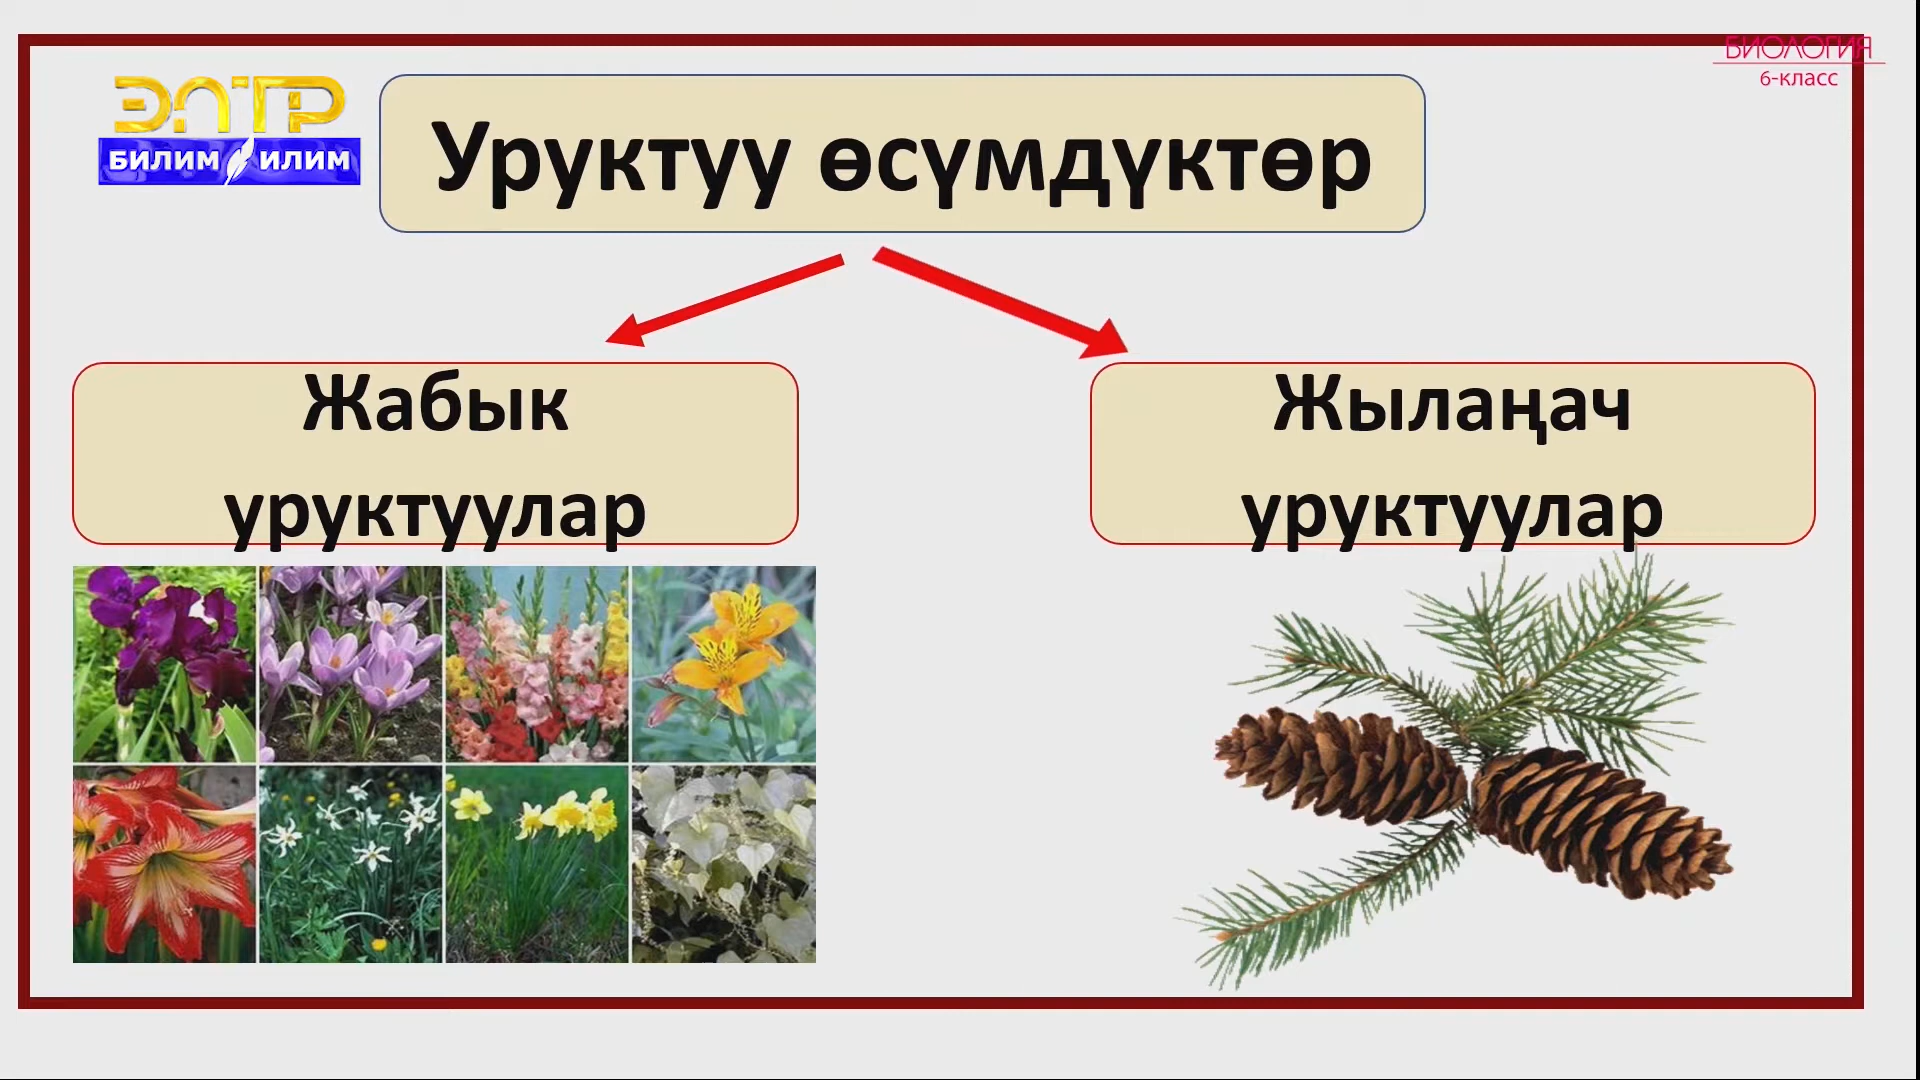 БИОЛОГИЯ
6-класс
ЭЛТР
БИЛИМ ИЛИМ
Уруктуу өсүмдүктөр
Жабык
уруктуулар
Жылаңач
уруктуулар